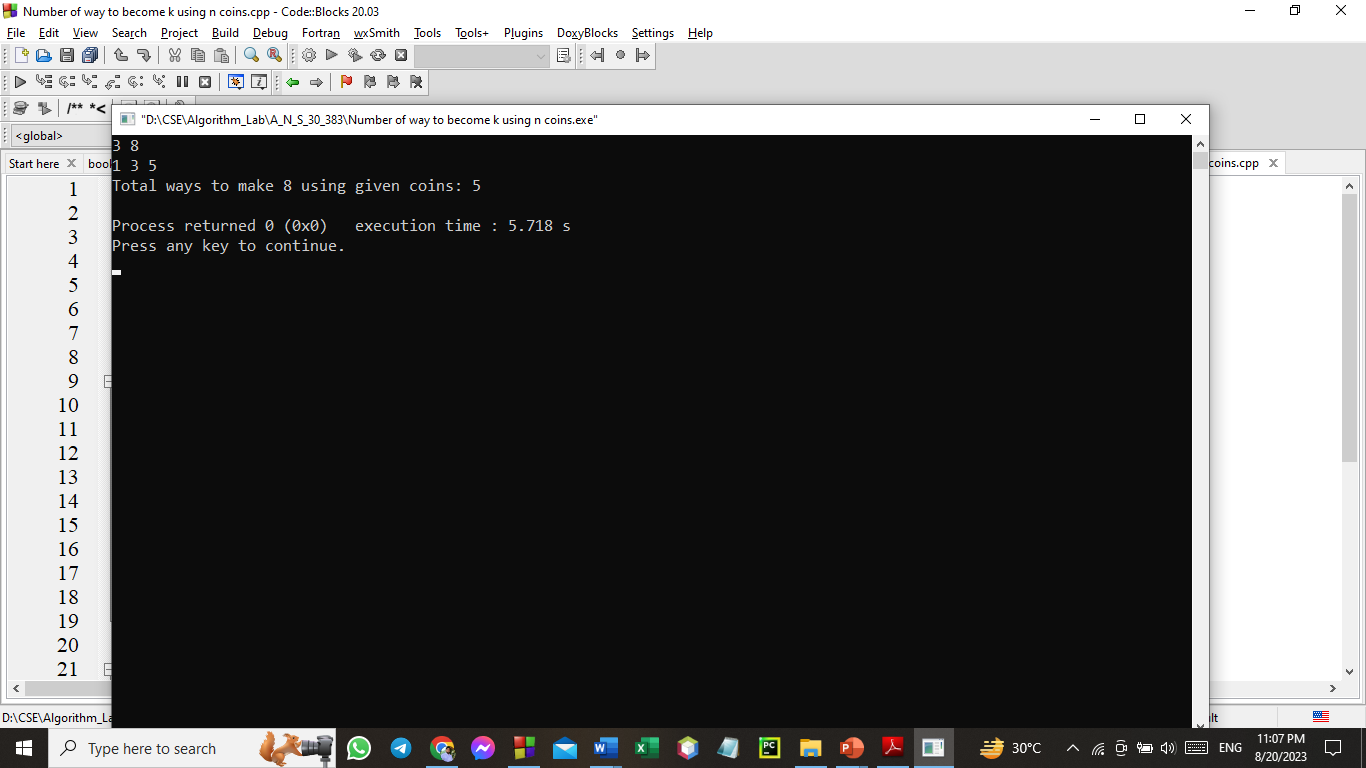 Number of way to become k using n coins.cpp - Code::Blocks 20.03
File Edit View Search Project Build Debug Fortran wxSmith Tools Tools+ Plugins DoxyBlocks Settings Help
/** *<
"D:\CSE\Algorithm_Lab\A_N_S_30_383\Number of way to become k using n coins.exe"
<global>
Start here
coins.cpp
3 8
1 3 5
Total ways to make 8 using given coins: 5
Process returned 0 (0x0) execution time : 5.718 s
Press any key to continue.
1
2
3
4
5
6
7
8
9
10
11
12
13
14
15
16
17
18
19
20
21
Type here to search
PC
30°C
ENG
11:07 PM
8/20/2023